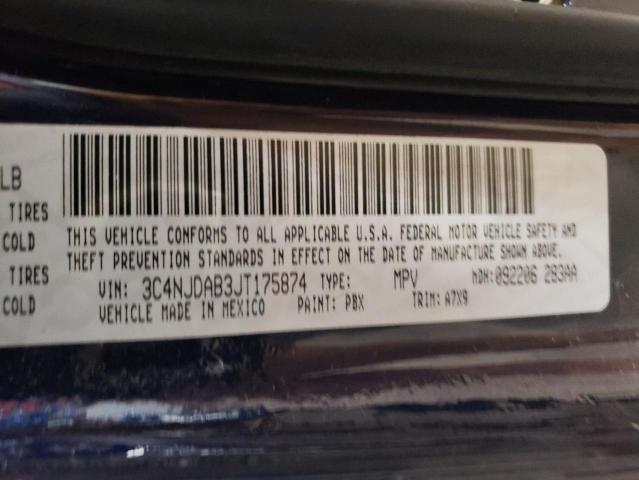 LB
TIRES
COLD
TIRES
COLD
THIS VEHICLE CONFORMS TO ALL APPLICABLE U.S.A. FEDERAL MOTOR VEHICLE SAFETY AND
THEFT PREVENTION STANDARDS IN EFFECT ON THE DATE OF MANUFACTURE SHOWN ABOVE.
VIN: 3C4NJDAB3JT175874 TYPE: MPV MDH:092206 283AA
VEHICLE MADE IN MEXICO PAINT: PBX TRIM: A7X9